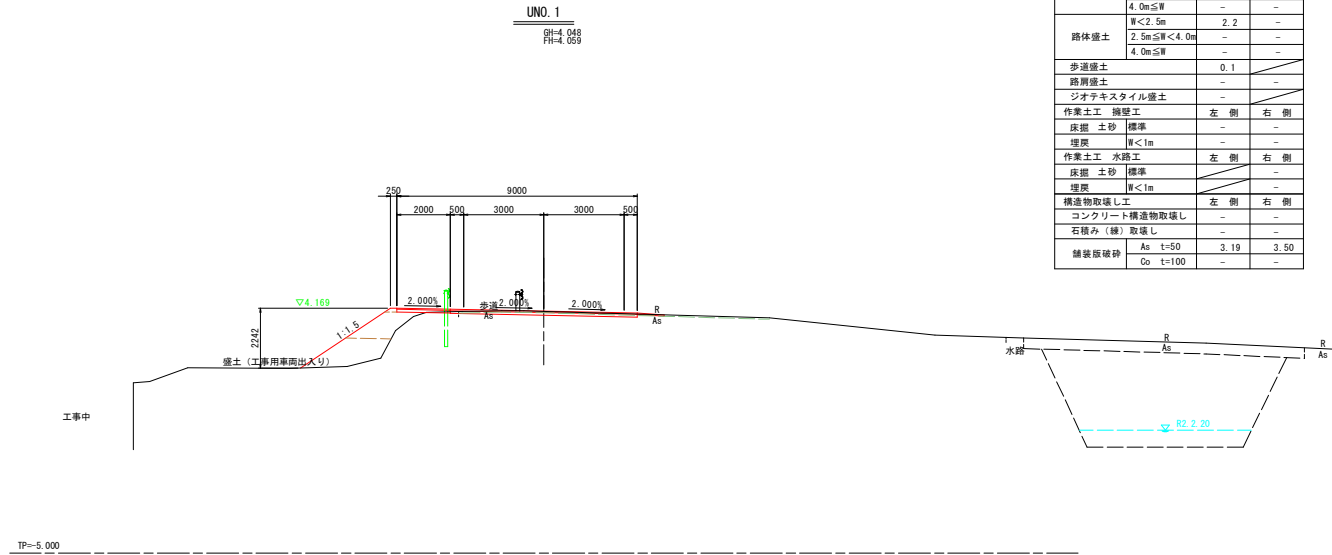 UNO.1
GH=4.048
FH=4.059
4.0m≦W - -
路体盛土 W<2.5m 2.2 -
2.5m≦W<4.0m - -
4.0m≦W - -
歩道盛土 0.1
路肩盛土 - -
ジオテキスタイル盛土 -
作業土工 擁壁工 左 側 右 側
床掘 土砂 標準 - -
埋戻 W<1m - -
作業土工 水路工 左 側 右 側
床掘 土砂 標準 -
埋戻 W<1m -
構造物取壊し工 左 側 右 側
コンクリート構造物取壊し - -
石積み（練）取壊し - -
舗装版破砕 As t=50 3.19 3.50
Co t=100 - -
250 9000
2000 500 3000 3000 500
▽4.169
2.000% 歩道 2.000% 2.000%
As
R
As
1:1.5
2242
盛土（工事用車両出入り）
工事中
水路
R
As
R
As
R2.2.20
TP=-5.000